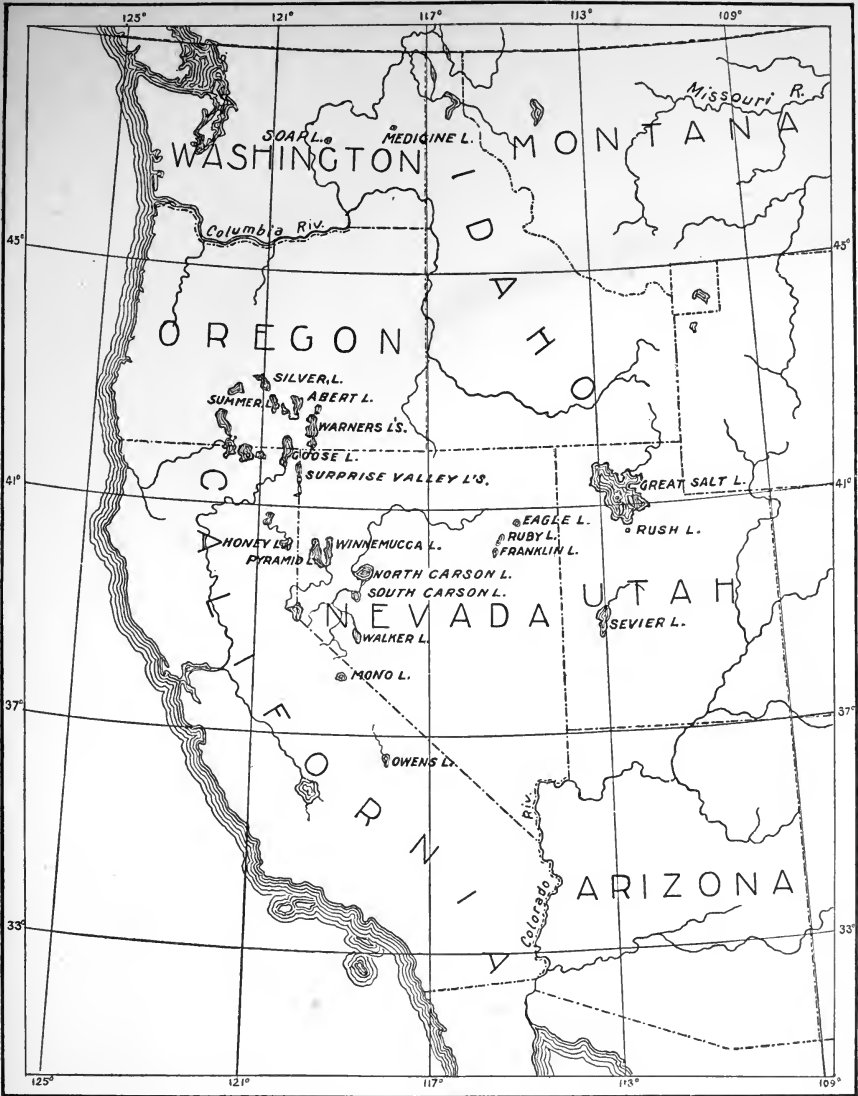 125° 121° 117° 113° 109°
Missouri R.
SOAP L. MEDICINE L. MONTANA
WASHINGTON
IDAHO
Columbia Riv.
45° 45°
OREGON
SILVER, L.
SUMMER, L. ABERT L.
WARNERS L'S.
GOOSE L.
SURPRISE VALLEY L'S.
41° GREAT SALT L. 41°
CALIFORNIA
EAGLE L.
RUSH L.
HONEY L. WINNEMUCCA L. RUBY L.
PYRAMID L. FRANKLIN L.
NORTH CARSON L.
SOUTH CARSON L.
NEVADA UTAH
SEVIER L.
WALKER L.
MONO L.
37° 37°
OWENS L.
Colorado Riv.
ARIZONA
33° 33°
125° 121° 117° 113° 109°